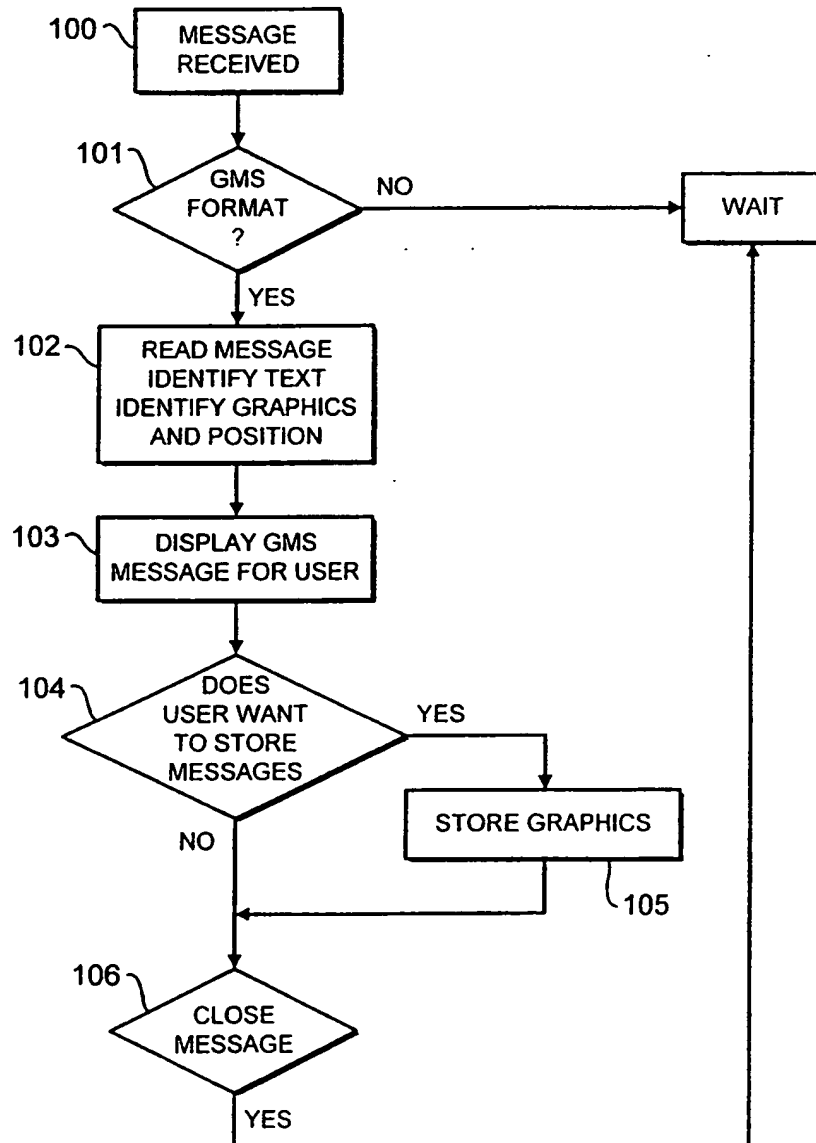 100
MESSAGE
RECEIVED
101
GMS
FORMAT
?
NO
WAIT
YES
102
READ MESSAGE
IDENTIFY TEXT
IDENTIFY GRAPHICS
AND POSITION
103
DISPLAY GMS
MESSAGE FOR USER
104
DOES
USER WANT
TO STORE
MESSAGES
YES
STORE GRAPHICS
NO
105
106
CLOSE
MESSAGE
YES